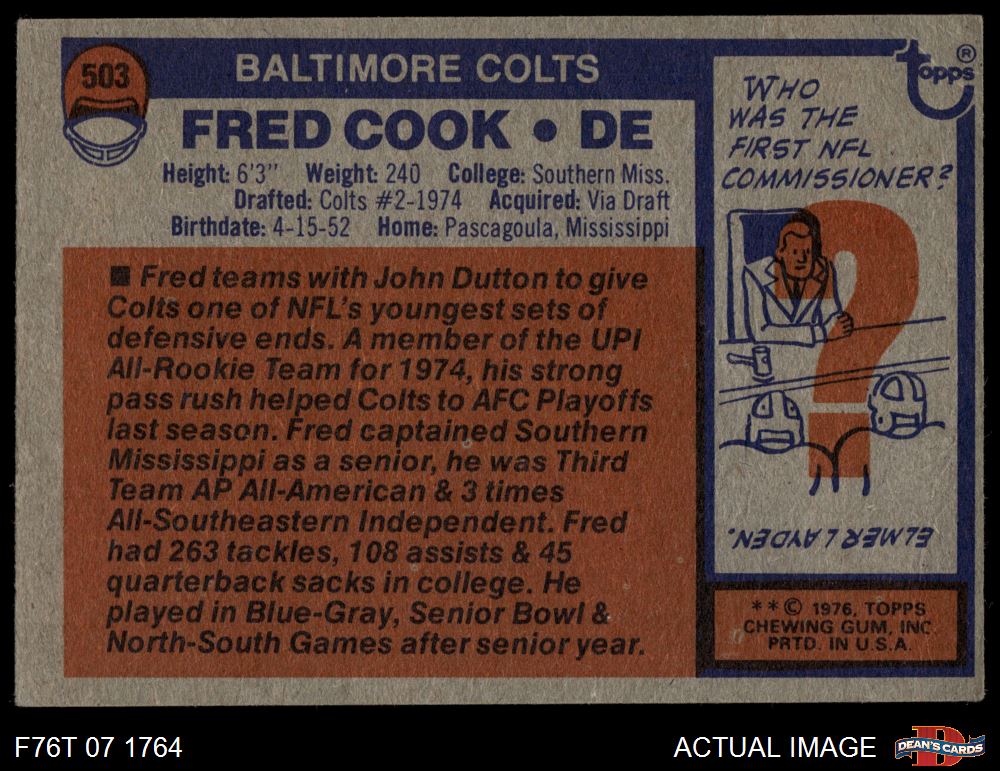 503
BALTIMORE COLTS
FRED COOK • DE
Height: 6'3" Weight: 240 College: Southern Miss.
Drafted: Colts #2-1974 Acquired: Via Draft
Birthdate: 4-15-52 Home: Pascagoula, Mississippi
■ Fred teams with John Dutton to give
Colts one of NFL's youngest sets of
defensive ends. A member of the UPI
All-Rookie Team for 1974, his strong
pass rush helped Colts to AFC Playoffs
last season. Fred captained Southern
Mississippi as a senior, he was Third
Team AP All-American & 3 times
All-Southeastern Independent. Fred
had 263 tackles, 108 assists & 45
quarterback sacks in college. He
played in Blue-Gray, Senior Bowl &
North-South Games after senior year.
topps®
WHO
WAS THE
FIRST NFL
COMMISSIONER?
?
ELMER LAYDEN.
**© 1976, TOPPS
CHEWING GUM, INC.
PRTD. IN U.S.A.
F76T 07 1764
ACTUAL IMAGE
D
DEAN'S CARDS